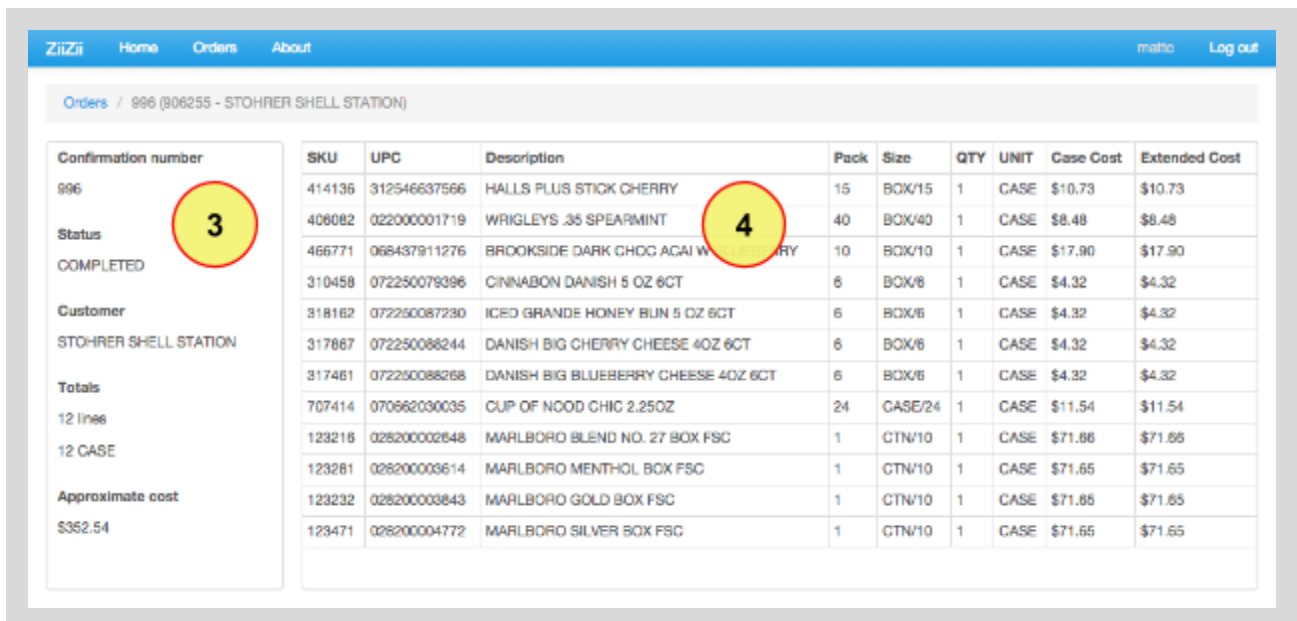 ZiiZii Home Orders About Log out
Orders / 996 (906255 - STOHRER SHELL STATION)
Confirmation number
996
Status
COMPLETED
Customer
STOHRER SHELL STATION
Totals
12 lines
12 CASE
Approximate cost
$352.54
3
SKU UPC Description Pack Size QTY UNIT Case Cost Extended Cost
414136 312546637566 HALLS PLUS STICK CHERRY 15 BOX/15 1 CASE $10.73 $10.73
406082 022000001719 WRIGLEYS .35 SPEARMINT 40 BOX/40 1 CASE $8.48 $8.48
466771 068437911276 BROOKSIDE DARK CHOC ACAI W BLUEBERRY 10 BOX/10 1 CASE $17.90 $17.90
310458 072250079396 CINNABON DANISH 5 OZ 6CT 6 BOX/6 1 CASE $4.32 $4.32
318162 072250087230 ICED GRANDE HONEY BUN 5 OZ 6CT 6 BOX/6 1 CASE $4.32 $4.32
317867 072250088244 DANISH BIG CHERRY CHEESE 4OZ 6CT 6 BOX/6 1 CASE $4.32 $4.32
317461 072250088268 DANISH BIG BLUEBERRY CHEESE 4OZ 6CT 6 BOX/6 1 CASE $4.32 $4.32
707414 070662030035 CUP OF NOOD CHIC 2.25OZ 24 CASE/24 1 CASE $11.54 $11.54
123216 028200002648 MARLBORO BLEND NO. 27 BOX FSC 1 CTN/10 1 CASE $71.66 $71.66
123281 028200003614 MARLBORO MENTHOL BOX FSC 1 CTN/10 1 CASE $71.65 $71.65
123232 028200003843 MARLBORO GOLD BOX FSC 1 CTN/10 1 CASE $71.65 $71.65
123471 028200004772 MARLBORO SILVER BOX FSC 1 CTN/10 1 CASE $71.65 $71.65
4